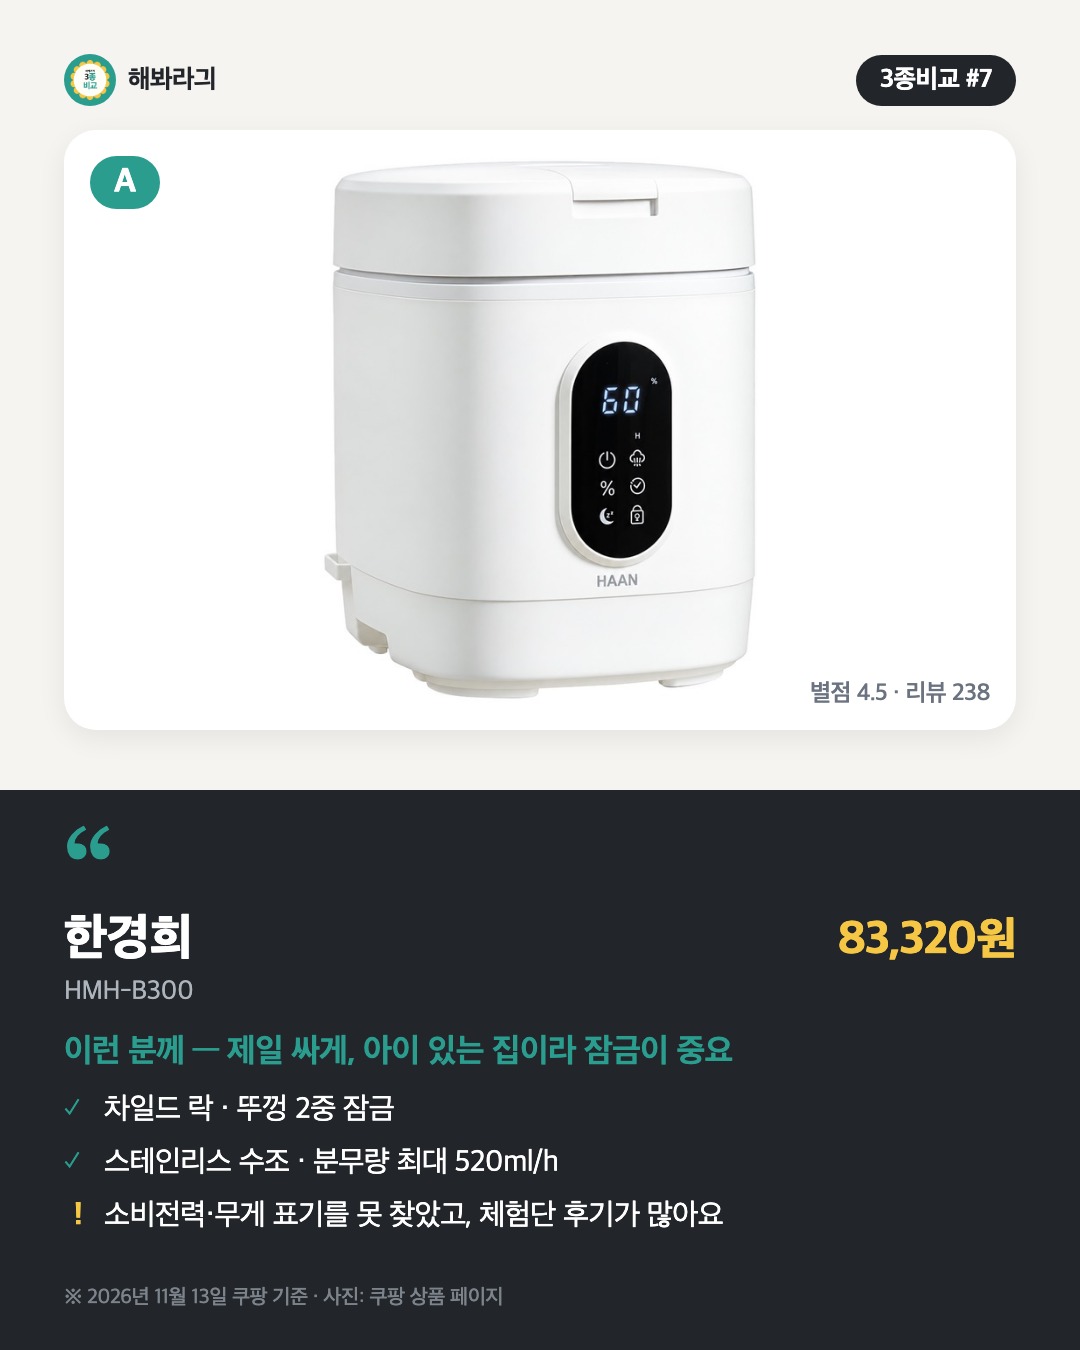 3종
비교
해봐라긔
3종비교 #7
A
60
%
H
%
HAAN
별점 4.5 · 리뷰 238
“
한경희
83,320원
HMH-B300
이런 분께 — 제일 싸게, 아이 있는 집이라 잠금이 중요
✓ 차일드 락 · 뚜껑 2중 잠금
✓ 스테인리스 수조 · 분무량 최대 520ml/h
! 소비전력·무게 표기를 못 찾았고, 체험단 후기가 많아요
※ 2026년 11월 13일 쿠팡 기준 · 사진: 쿠팡 상품 페이지